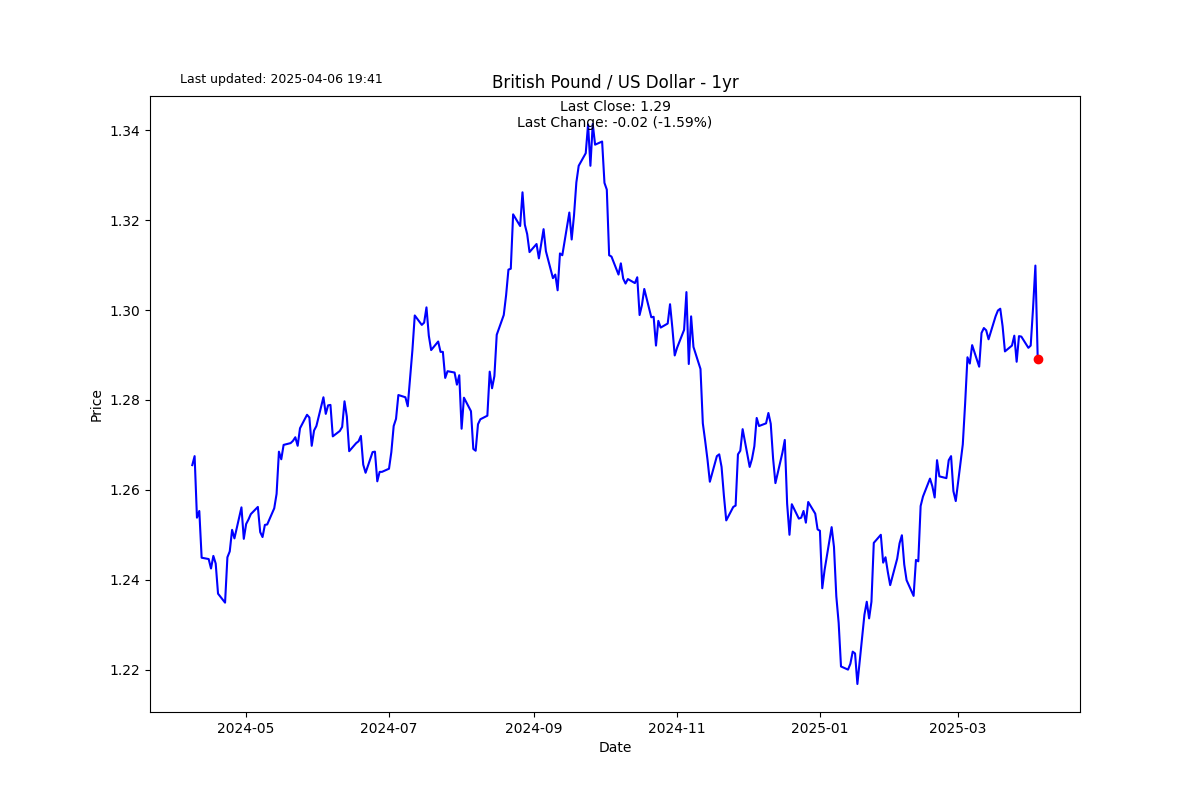 Last updated: 2025-04-06 19:41
British Pound / US Dollar - 1yr
Last Close: 1.29
Last Change: -0.02 (-1.59%)
1.34
1.32
1.30
1.28
1.26
1.24
1.22
Price
2024-05
2024-07
2024-09
2024-11
2025-01
2025-03
Date